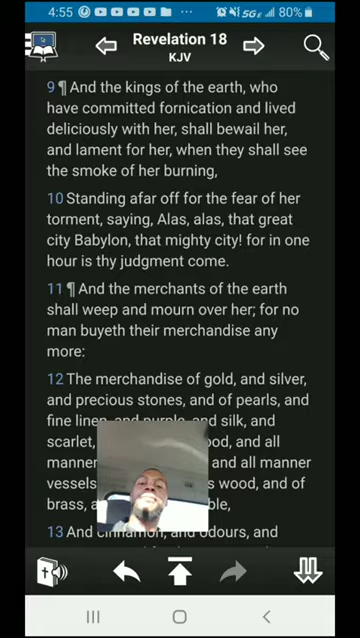 4:55 5GE 80%
Revelation 18
KJV
9 ¶ And the kings of the earth, who
have committed fornication and lived
deliciously with her, shall bewail her,
and lament for her, when they shall see
the smoke of her burning,
10 Standing afar off for the fear of her
torment, saying, Alas, alas, that great
city Babylon, that mighty city! for in one
hour is thy judgment come.
11 ¶ And the merchants of the earth
shall weep and mourn over her; for no
man buyeth their merchandise any
more:
12 The merchandise of gold, and silver,
and precious stones, and of pearls, and
fine linen, and purple, and silk, and
scarlet, and all
manner and all manner
vessels wood, and of
brass,
13 And cinnamon, and odours, and